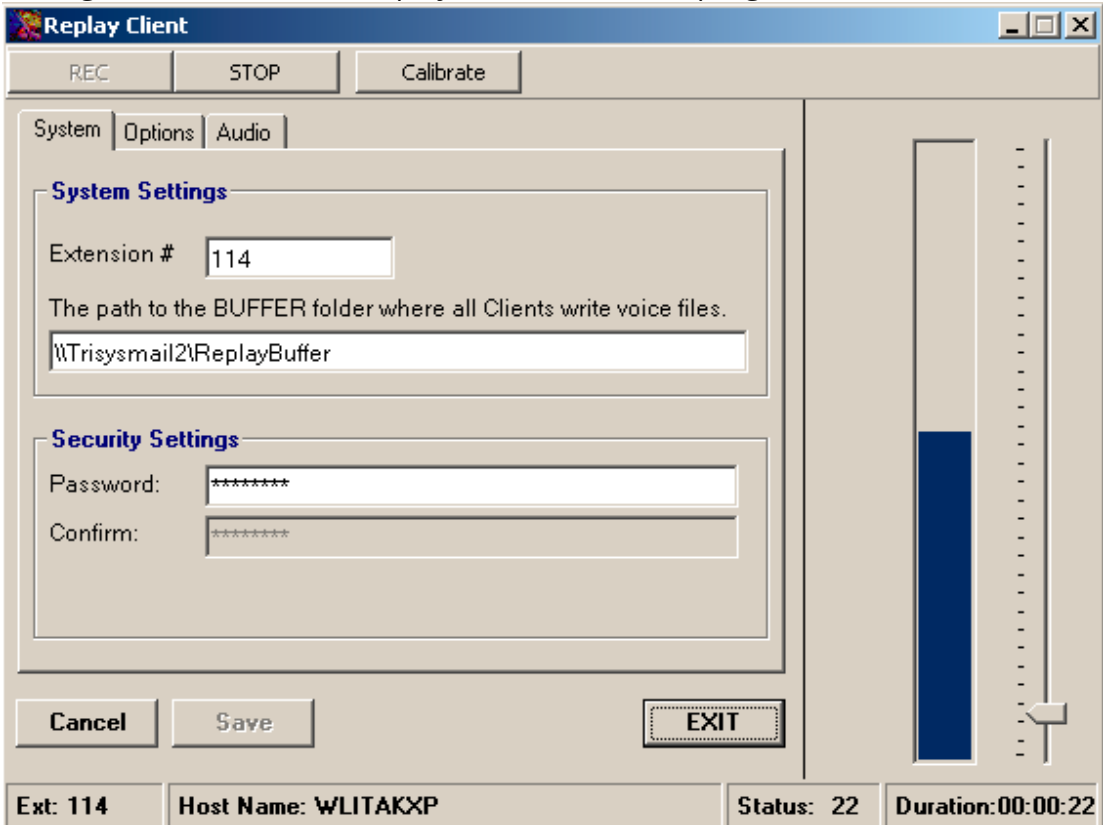 Replay Client
REC STOP Calibrate
System Options Audio
System Settings
Extension # 114
The path to the BUFFER folder where all Clients write voice files.
\\Trisysmail2\ReplayBuffer
Security Settings
Password: ********
Confirm: ********
Cancel Save EXIT
Ext: 114 Host Name: WLITAKXP Status: 22 Duration:00:00:22